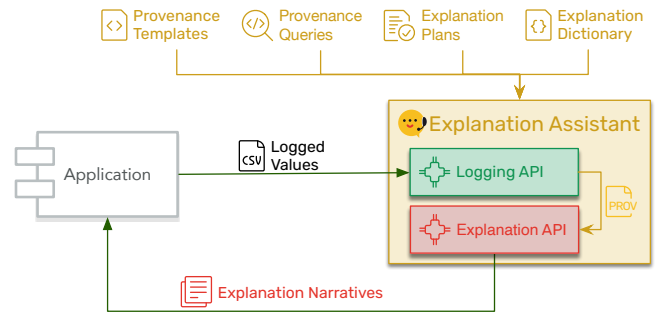 Provenance
Templates
Provenance
Queries
Explanation
Plans
Explanation
Dictionary
Explanation Assistant
Application
CSV
Logged
Values
Logging API
PROV
Explanation API
Explanation Narratives